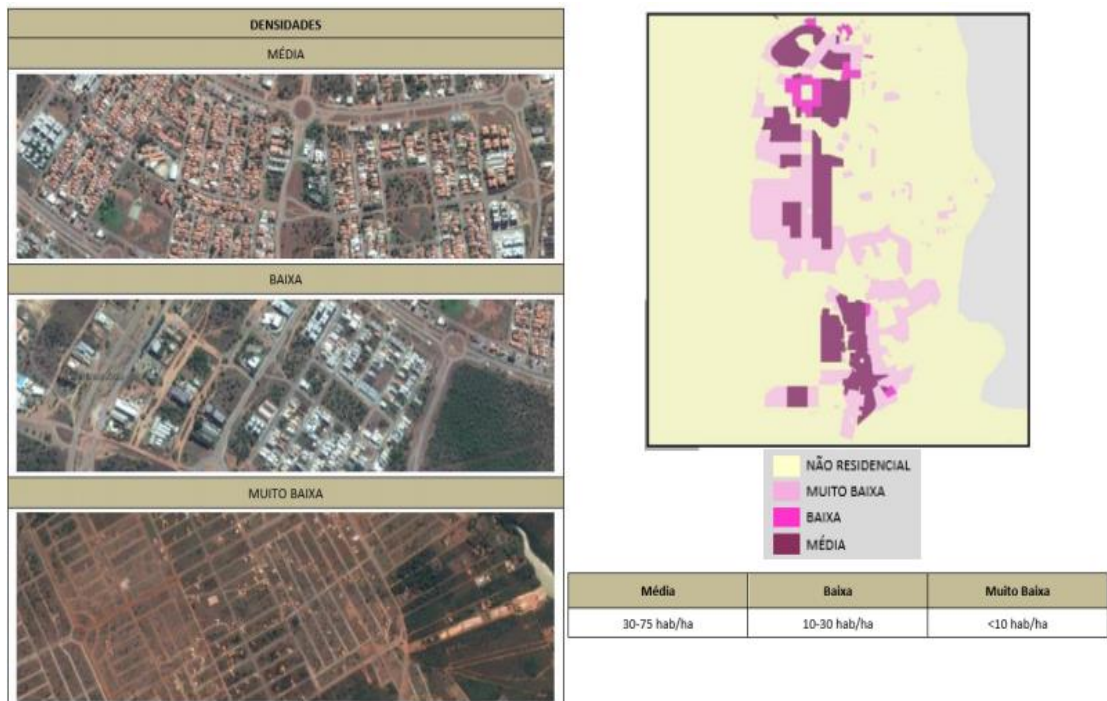 DENSIDADES
MÉDIA
BAIXA
MUITO BAIXA
NÃO RESIDENCIAL
MUITO BAIXA
BAIXA
MÉDIA
Média Baixa Muito Baixa
30-75 hab/ha 10-30 hab/ha <10 hab/ha